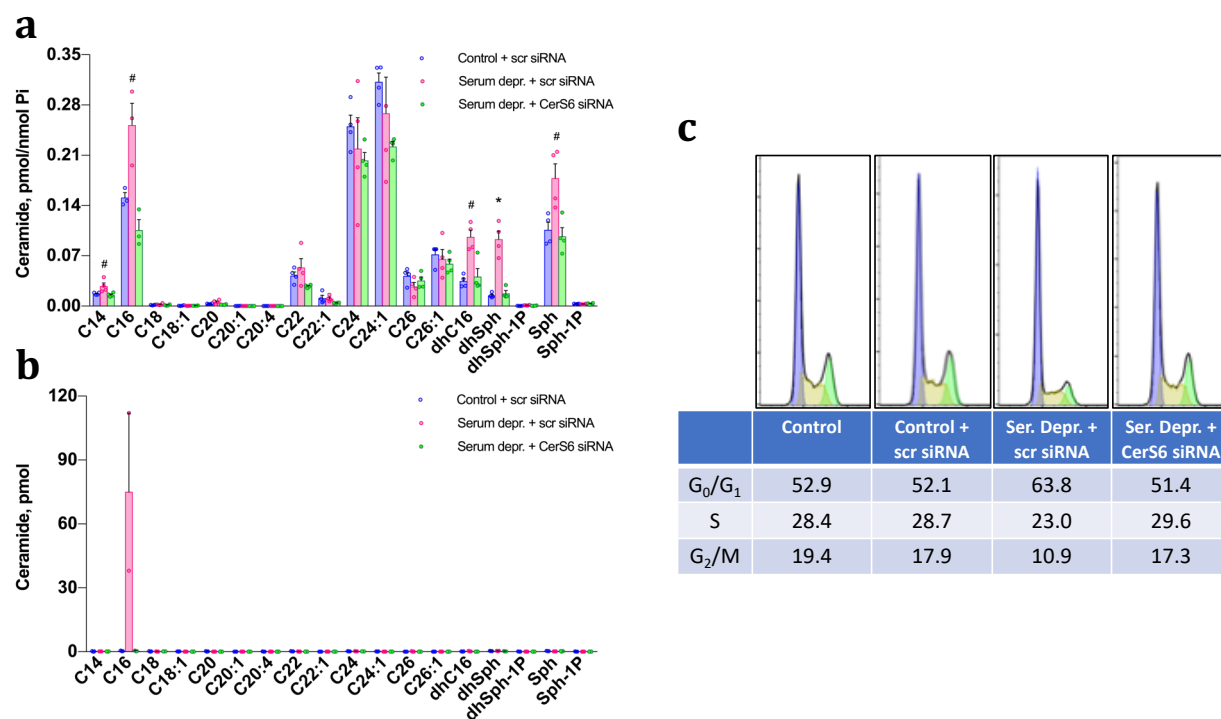 a
0.35
0.28
0.21
0.14
0.07
0.00
Ceramide, pmol/nmol Pi
Control + scr siRNA
Serum depr. + scr siRNA
Serum depr. + CerS6 siRNA
#
#
#
*
#
C14
C16
C18
C18:1
C20
C20:1
C20:4
C22
C22:1
C24
C24:1
C26
C26:1
dhC16
dhSph
dhSph-1P
Sph
Sph-1P
b
120
90
60
30
0
Ceramide, pmol
Control + scr siRNA
Serum depr. + scr siRNA
Serum depr. + CerS6 siRNA
C14
C16
C18
C18:1
C20
C20:1
C20:4
C22
C22:1
C24
C24:1
C26
C26:1
dhC16
dhSph
dhSph-1P
Sph
Sph-1P
c
Control
Control +
scr siRNA
Ser. Depr. +
scr siRNA
Ser. Depr. +
CerS6 siRNA
G₀/G₁ 52.9 52.1 63.8 51.4
S 28.4 28.7 23.0 29.6
G₂/M 19.4 17.9 10.9 17.3